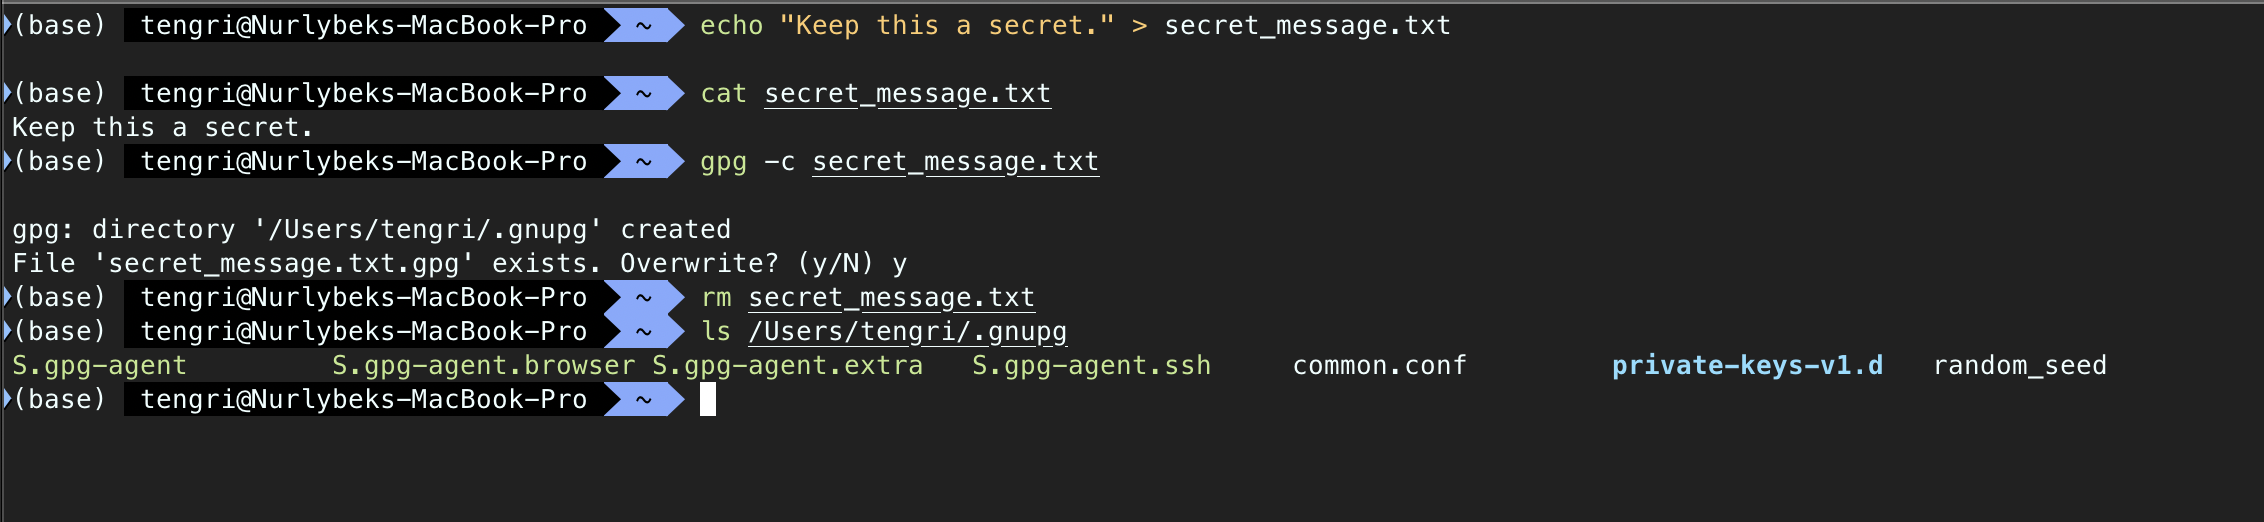 (base) tengri@Nurlybeks-MacBook-Pro ~ echo "Keep this a secret." > secret_message.txt
(base) tengri@Nurlybeks-MacBook-Pro ~ cat secret_message.txt
Keep this a secret.
(base) tengri@Nurlybeks-MacBook-Pro ~ gpg -c secret_message.txt
gpg: directory '/Users/tengri/.gnupg' created
File 'secret_message.txt.gpg' exists. Overwrite? (y/N) y
(base) tengri@Nurlybeks-MacBook-Pro ~ rm secret_message.txt
(base) tengri@Nurlybeks-MacBook-Pro ~ ls /Users/tengri/.gnupg
S.gpg-agent S.gpg-agent.browser S.gpg-agent.extra S.gpg-agent.ssh common.conf private-keys-v1.d random_seed
(base) tengri@Nurlybeks-MacBook-Pro ~